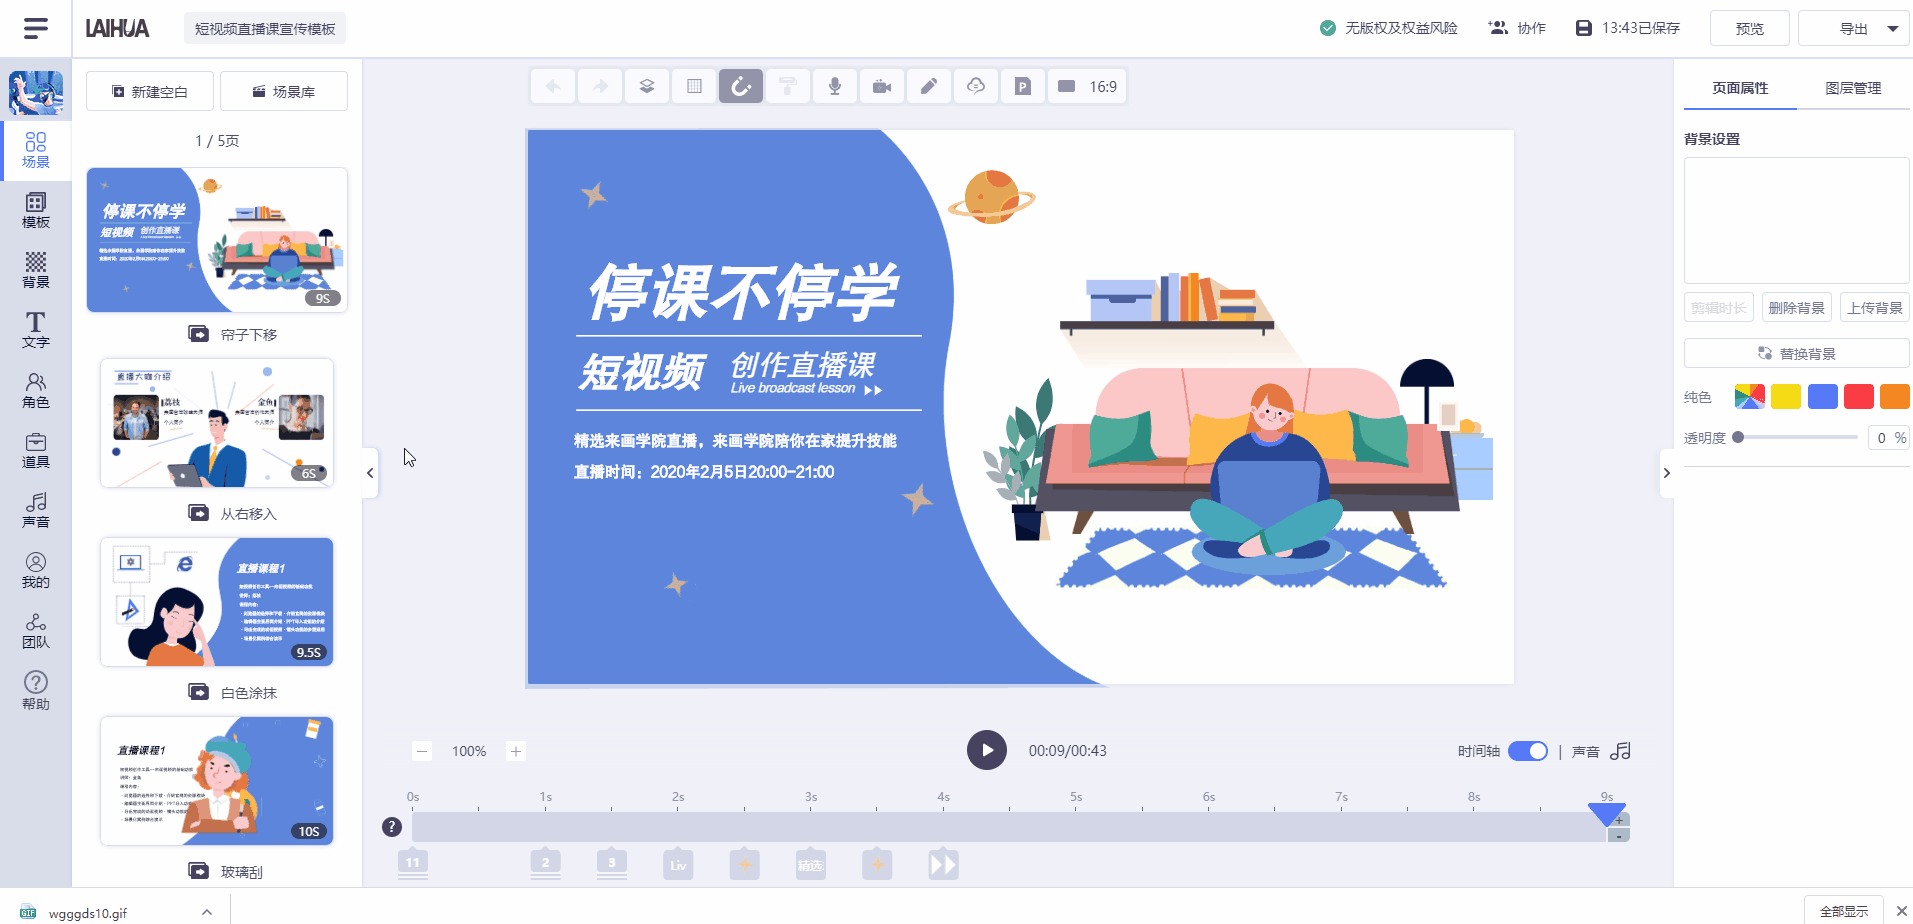 LAIHUA
短视频直播课宣传模板
无版权及权益风险
协作
13:43已保存
预览
导出
新建空白
场景库
16:9
页面属性
图层管理
场景
模板
背景
文字
角色
道具
声音
我的
团队
帮助
1 / 5页
停课不停学
短视频 创作直播课
9S
帘子下移
直播大咖介绍
荔枝
金鱼
个人简介
个人简介
6S
从右移入
直播课程1
9.5S
白色涂抹
直播课程1
10S
玻璃刮
停课不停学
短视频
创作直播课
Live broadcast lesson
精选来画学院直播，来画学院陪你在家提升技能
直播时间：2020年2月5日20:00-21:00
背景设置
剪辑时长
删除背景
上传背景
替换背景
纯色
透明度
0 %
100%
00:09/00:43
时间轴
声音
0s 1s 2s 3s 4s 5s 6s 7s 8s 9s
11
2
3
Liv
精选
wgggds10.gif
全部显示